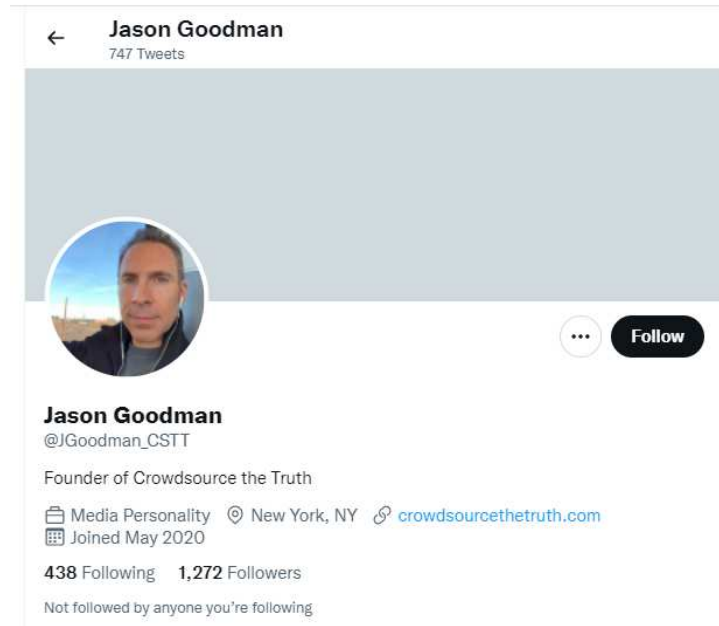 Jason Goodman
747 Tweets
Follow
Jason Goodman
@JGoodman_CSTT
Founder of Crowdsource the Truth
Media Personality New York, NY crowdsourcethetruth.com
Joined May 2020
438 Following 1,272 Followers
Not followed by anyone you're following